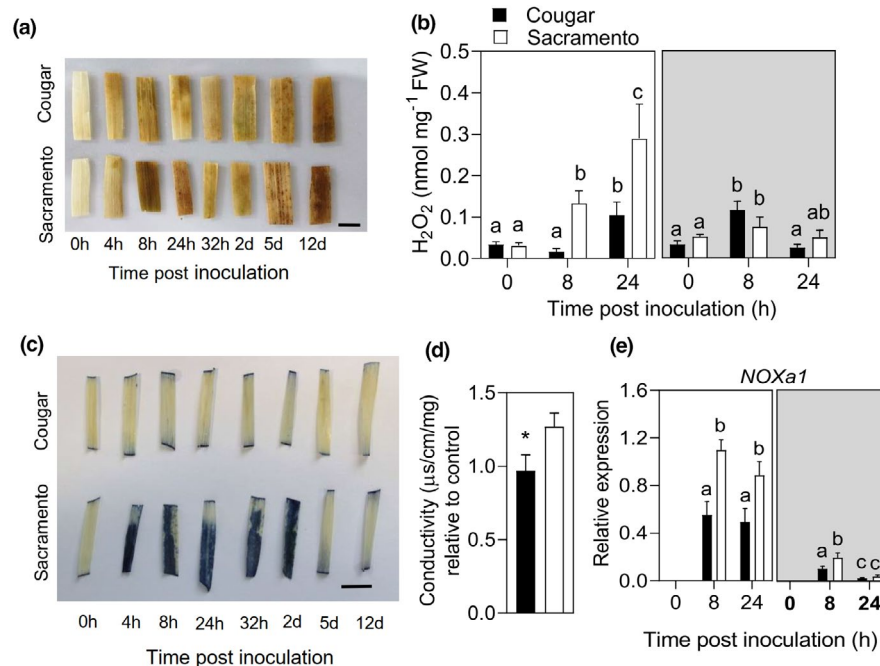 (a)
Cougar
Sacramento
0h 4h 8h 24h 32h 2d 5d 12d
Time post inoculation
(b)
Cougar
Sacramento
H2O2 (nmol mg−1 FW)
0.5
0.4
0.3
0.2
0.1
0.0
a a a b b c
a a b b a ab
0 8 24 0 8 24
Time post inoculation (h)
(c)
Cougar
Sacramento
0h 4h 8h 24h 32h 2d 5d 12d
Time post inoculation
(d)
Conductivity (μs/cm/mg)
relative to control
1.5
1.0
0.5
0.0
*
(e)
NOXa1
Relative expression
1.6
1.2
0.8
0.4
0.0
a b a b
a b c c
0 8 24 0 8 24
Time post inoculation (h)